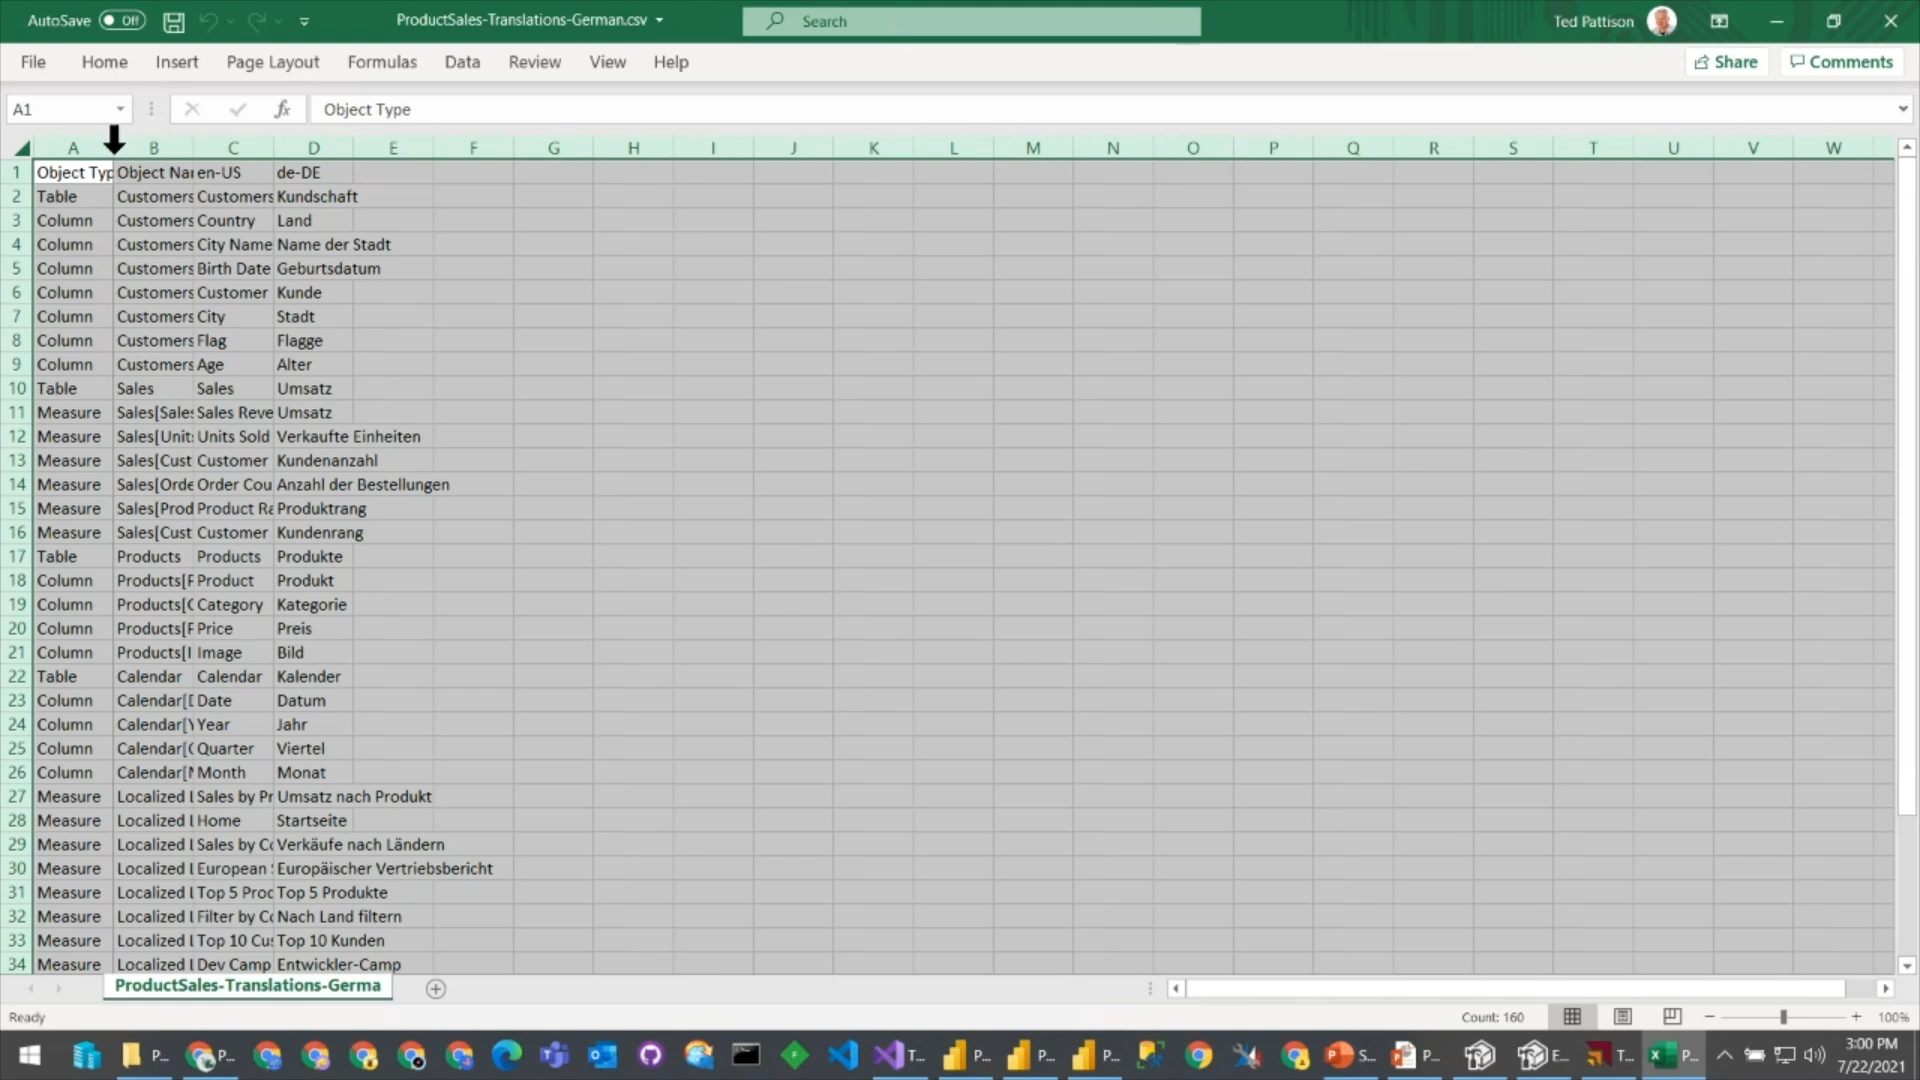 AutoSave Off ProductSales-Translations-German.csv Search Ted Pattison
File Home Insert Page Layout Formulas Data Review View Help Share Comments
A1 fx Object Type
A B C D E F G H I J K L M N O P Q R S T U V W
1 Object Typ Object Nar en-US de-DE
2 Table Customers Customers Kundschaft
3 Column Customers Country Land
4 Column Customers City Name Name der Stadt
5 Column Customers Birth Date Geburtsdatum
6 Column Customers Customer Kunde
7 Column Customers City Stadt
8 Column Customers Flag Flagge
9 Column Customers Age Alter
10 Table Sales Sales Umsatz
11 Measure Sales[Sales Sales Reve Umsatz
12 Measure Sales[Unit Units Sold Verkaufte Einheiten
13 Measure Sales[Cust Customer Kundenanzahl
14 Measure Sales[Orde Order Cou Anzahl der Bestellungen
15 Measure Sales[Prod Product Ra Produktrang
16 Measure Sales[Cust Customer Kundenrang
17 Table Products Products Produkte
18 Column Products[P Product Produkt
19 Column Products[C Category Kategorie
20 Column Products[P Price Preis
21 Column Products[I Image Bild
22 Table Calendar Calendar Kalender
23 Column Calendar[D Date Datum
24 Column Calendar[Y Year Jahr
25 Column Calendar[Q Quarter Viertel
26 Column Calendar[M Month Monat
27 Measure Localized L Sales by Pr Umsatz nach Produkt
28 Measure Localized L Home Startseite
29 Measure Localized L Sales by Co Verkäufe nach Ländern
30 Measure Localized L European S Europäischer Vertriebsbericht
31 Measure Localized L Top 5 Prod Top 5 Produkte
32 Measure Localized L Filter by Co Nach Land filtern
33 Measure Localized L Top 10 Cus Top 10 Kunden
34 Measure Localized L Dev Camp Entwickler-Camp
ProductSales-Translations-Germa
Ready Count: 160 100%
P... P... T... P... P... P... S... P... E... T... P... 3:00 PM
7/22/2021